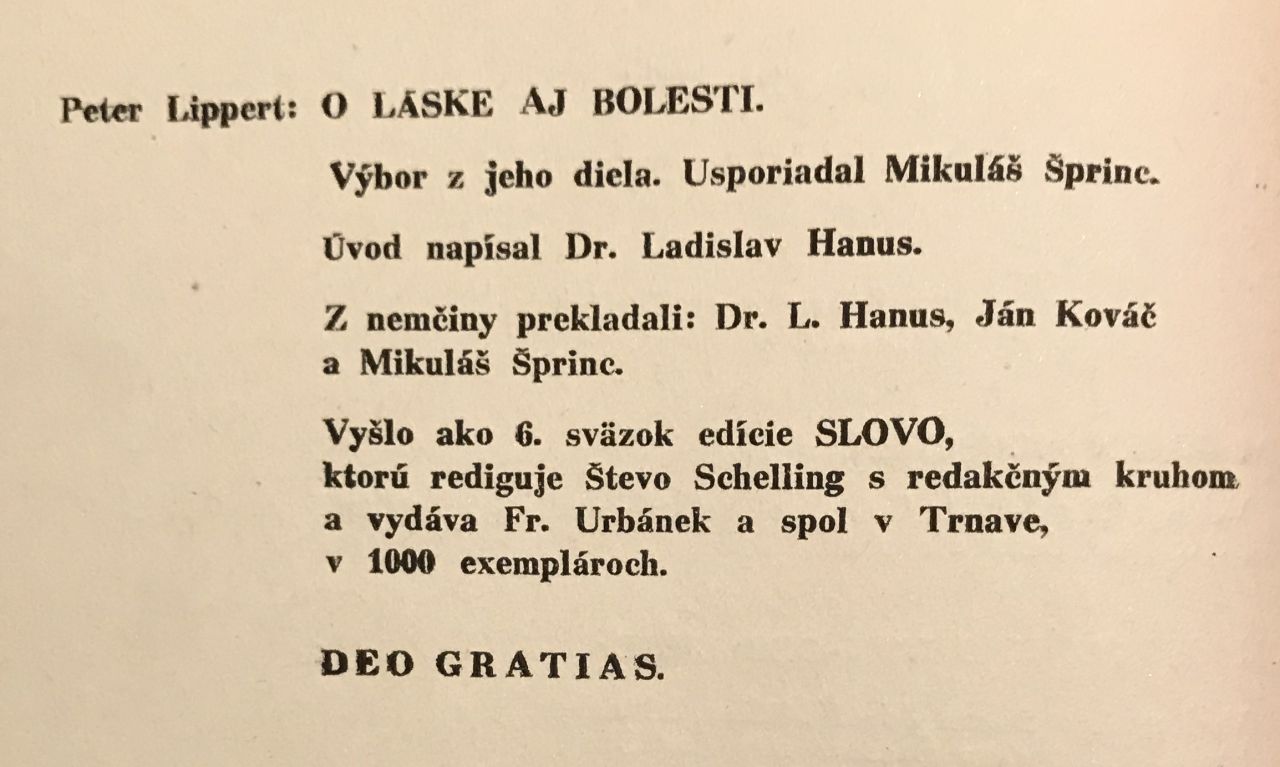 Peter Lippert: O LÁSKE AJ BOLESTI.
Výbor z jeho diela. Usporiadal Mikuláš Šprinc.
Úvod napísal Dr. Ladislav Hanus.
Z nemčiny prekladali: Dr. L. Hanus, Ján Kováč
a Mikuláš Šprinc.
Vyšlo ako 6. sväzok edície SLOVO,
ktorú rediguje Števo Schelling s redakčným kruhom
a vydáva Fr. Urbánek a spol v Trnave,
v 1000 exemplároch.
DEO GRATIAS.